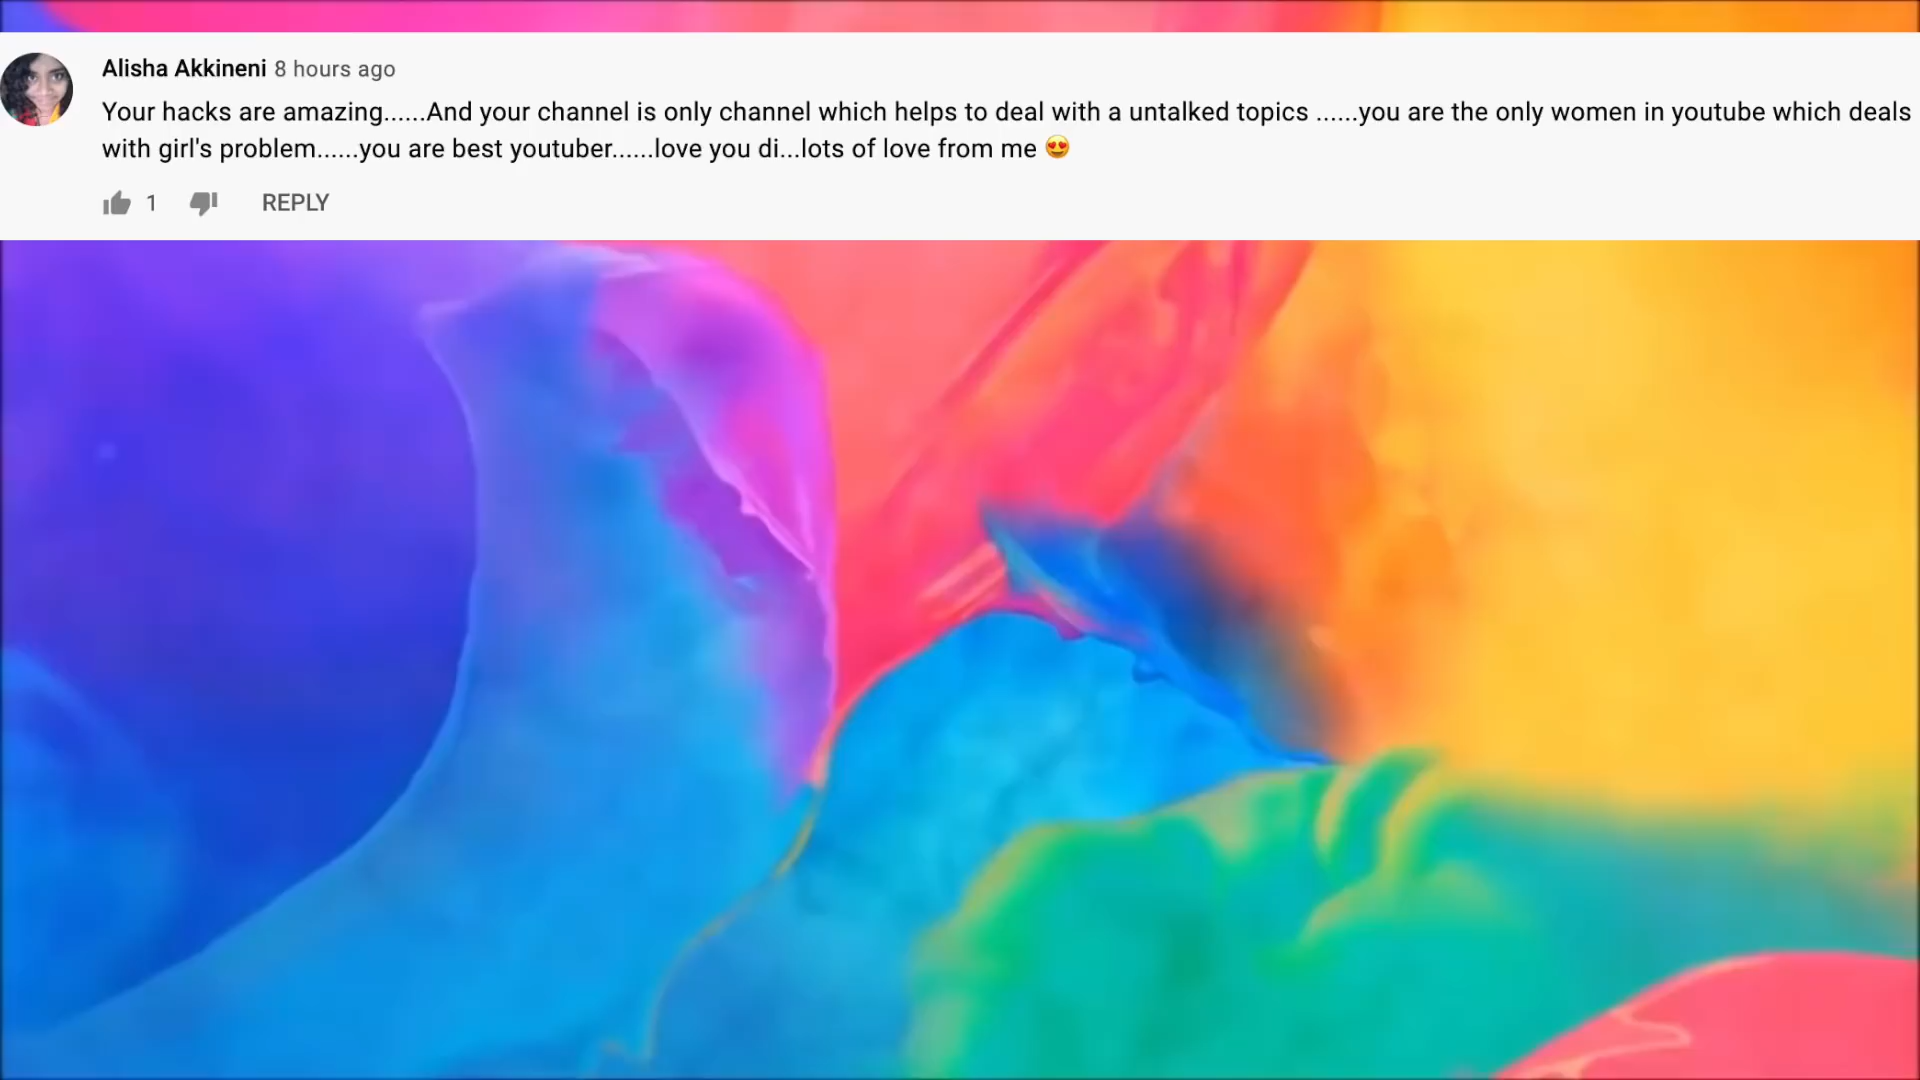 Alisha Akkineni 8 hours ago
Your hacks are amazing......And your channel is only channel which helps to deal with a untalked topics ......you are the only women in youtube which deals
with girl's problem......you are best youtuber......love you di...lots of love from me 😍
1 REPLY